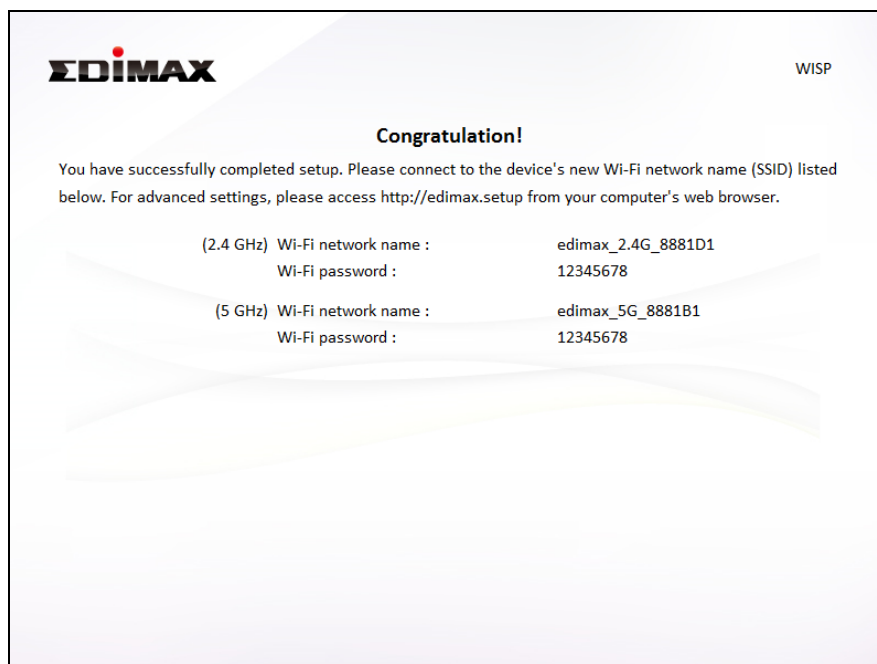 EDIMAX
WISP
Congratulation!
You have successfully completed setup. Please connect to the device's new Wi-Fi network name (SSID) listed
below. For advanced settings, please access http://edimax.setup from your computer's web browser.
(2.4 GHz) Wi-Fi network name : edimax_2.4G_8881D1
Wi-Fi password : 12345678
(5 GHz) Wi-Fi network name : edimax_5G_8881B1
Wi-Fi password : 12345678